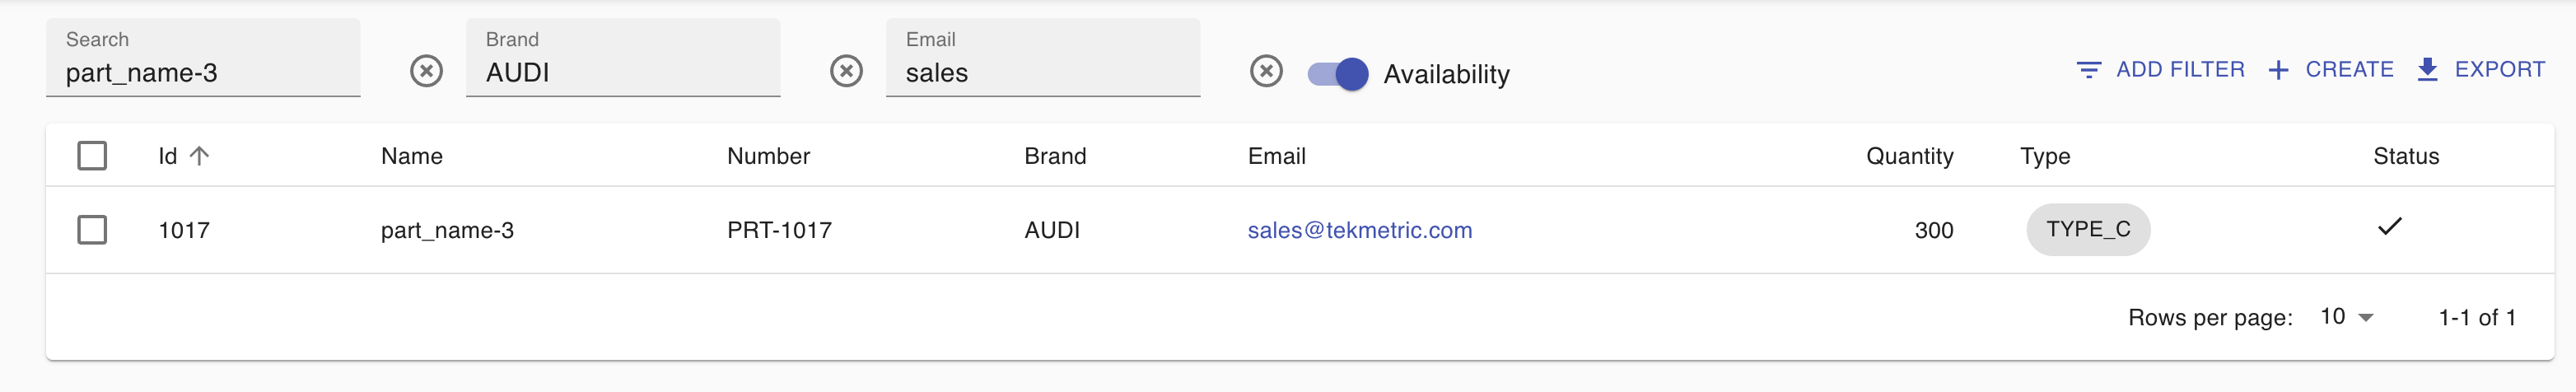 Search
part_name-3
Brand
AUDI
Email
sales
Availability
ADD FILTER
CREATE
EXPORT
Id Name Number Brand Email Quantity Type Status
1017 part_name-3 PRT-1017 AUDI sales@tekmetric.com 300 TYPE_C
Rows per page: 10 1-1 of 1